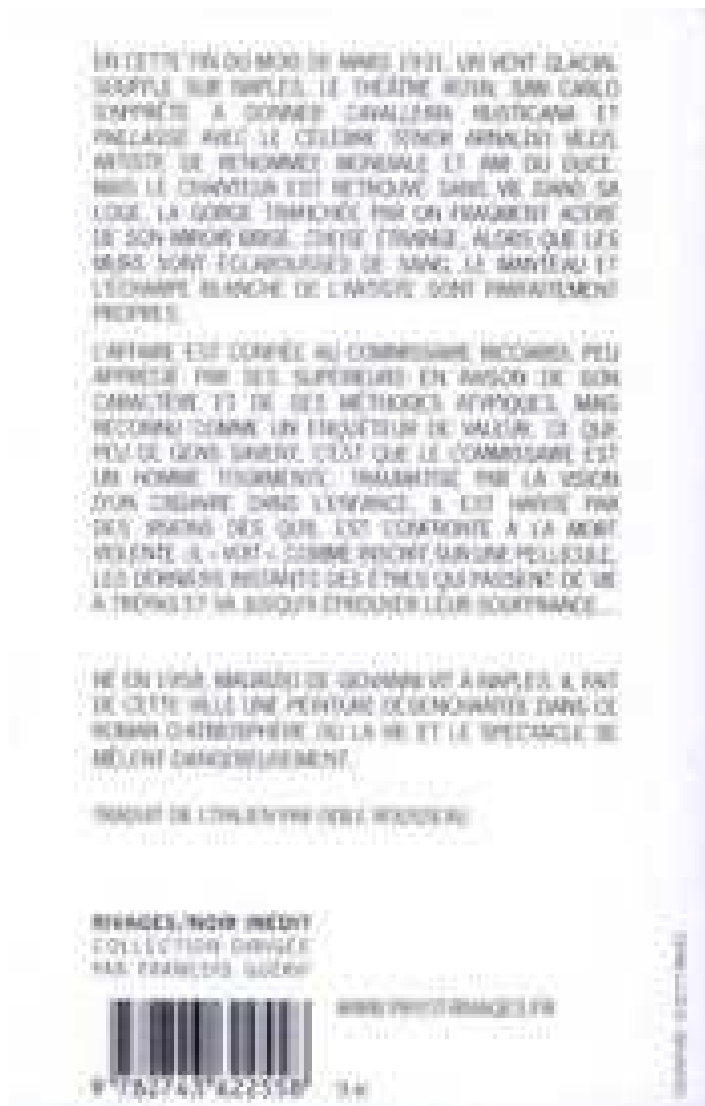 EN CETTE FIN DU MOIS DE MARS 1931, UN VENT GLACIAL
SOUFFLE SUR NAPLES. LE THÉÂTRE ROYAL SAN CARLO
S'APPRÊTE À DONNER CAVALLERIA RUSTICANA ET
PAILLASSE AVEC LE CÉLÈBRE TÉNOR ARNALDO VEZZI,
ARTISTE DE RENOMMÉE MONDIALE ET AMI DU DUCE.
MAIS LE CHANTEUR EST RETROUVÉ SANS VIE DANS SA
LOGE, LA GORGE TRANCHÉE PAR UN FRAGMENT ACÉRÉ
DE SON MIROIR BRISÉ. CHOSE ÉTRANGE, ALORS QUE LES
MURS SONT ÉCLABOUSSÉS DE SANG, LE MANTEAU ET
L'ÉCHARPE BLANCHE DE L'ARTISTE SONT PARFAITEMENT
PROPRES.
L'AFFAIRE EST CONFIÉE AU COMMISSAIRE RICCIARDI, PEU
APPRÉCIÉ PAR SES SUPÉRIEURS EN RAISON DE SON
CARACTÈRE ET DE SES MÉTHODES ATYPIQUES, MAIS
RECONNU COMME UN ENQUÊTEUR DE VALEUR. CE QUE
PEU DE GENS SAVENT, C'EST QUE LE COMMISSAIRE EST
UN HOMME TOURMENTÉ. TRAUMATISÉ PAR LA VISION
D'UN CADAVRE DANS L'ENFANCE, IL EST HANTÉ PAR
DES VISIONS DÈS QU'IL EST CONFRONTÉ À LA MORT
VIOLENTE : IL « VOIT », COMME INSCRIT SUR UNE PELLICULE,
LES DERNIERS INSTANTS DES ÊTRES QUI PASSENT DE VIE
À TRÉPAS ET VA JUSQU'À ÉPROUVER LEUR SOUFFRANCE...
NÉ EN 1958, MAURIZIO DE GIOVANNI VIT À NAPLES. IL FAIT
DE CETTE VILLE UNE PEINTURE DÉSENCHANTÉE DANS CE
ROMAN D'ATMOSPHÈRE OÙ LA VIE ET LE SPECTACLE SE
MÊLENT DANGEREUSEMENT.
TRADUIT DE L'ITALIEN PAR ODILE ROUSSEAU
RIVAGES/NOIR INÉDIT
COLLECTION DIRIGÉE
PAR FRANÇOIS GUÉRIF
WWW.PAYOT-RIVAGES.FR
9 782743 622558